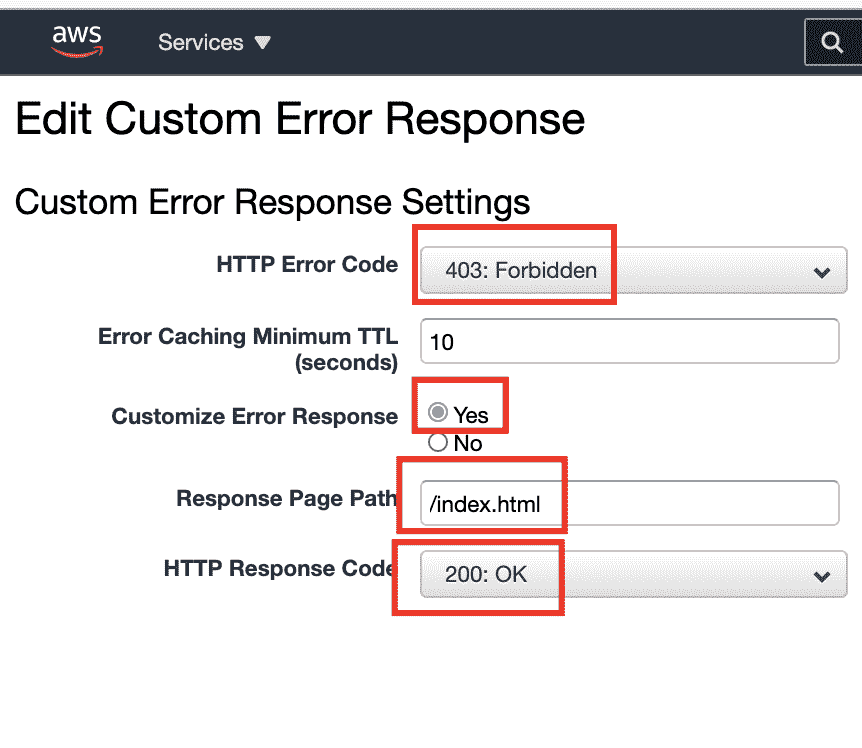 aws
Services
Edit Custom Error Response
Custom Error Response Settings
HTTP Error Code
403: Forbidden
Error Caching Minimum TTL
(seconds)
10
Customize Error Response
Yes
No
Response Page Path
/index.html
HTTP Response Code
200: OK